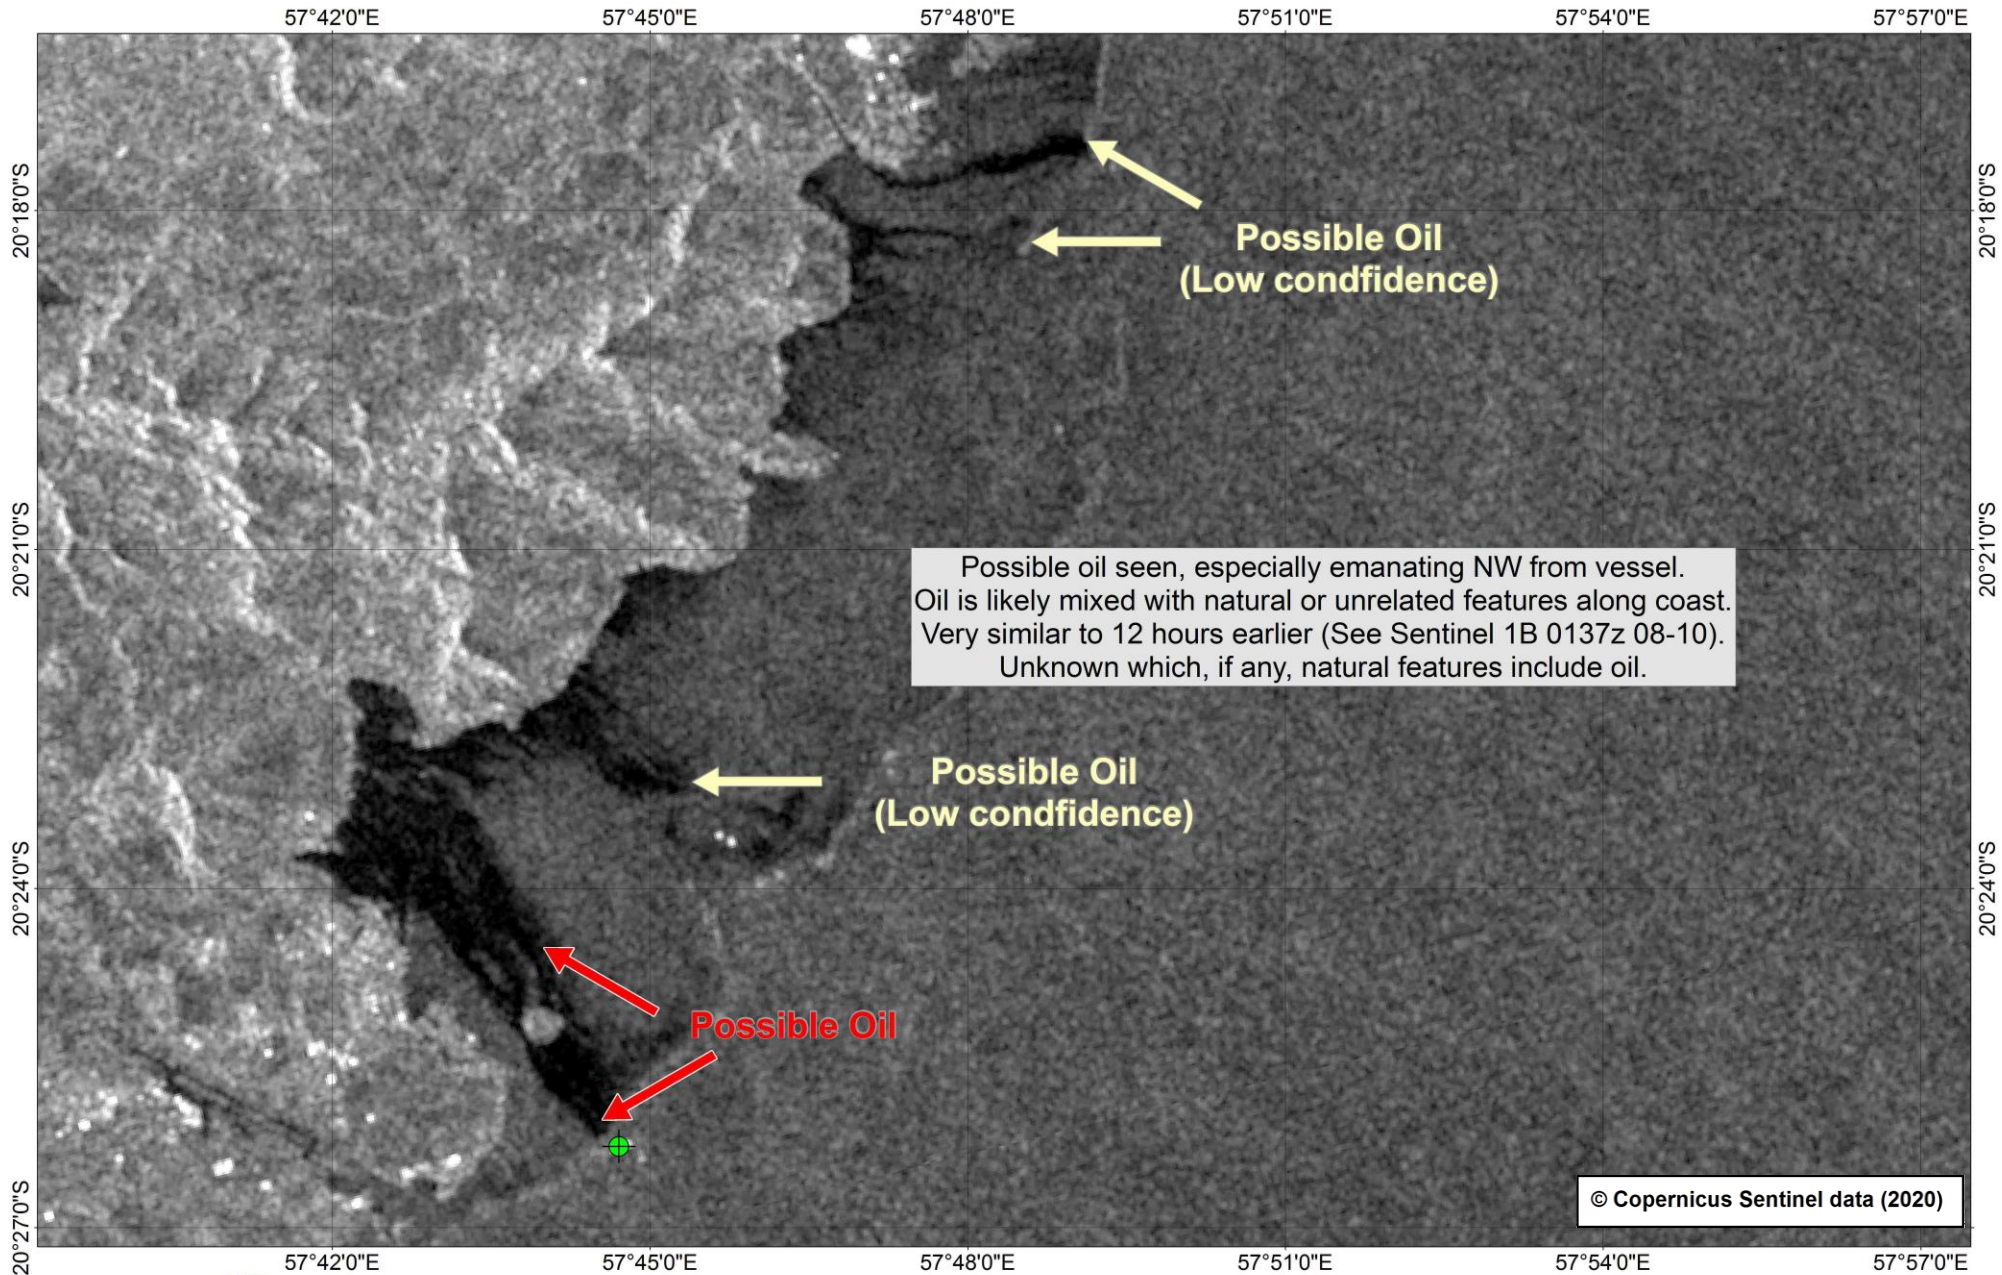 57°42'0"E
57°45'0"E
57°48'0"E
57°51'0"E
57°54'0"E
57°57'0"E
20°18'0"S
20°18'0"S
Possible Oil
(Low condfidence)
20°21'0"S
20°21'0"S
Possible oil seen, especially emanating NW from vessel.
Oil is likely mixed with natural or unrelated features along coast.
Very similar to 12 hours earlier (See Sentinel 1B 0137z 08-10).
Unknown which, if any, natural features include oil.
Possible Oil
(Low condfidence)
20°24'0"S
20°24'0"S
Possible Oil
© Copernicus Sentinel data (2020)
20°27'0"S
57°42'0"E
57°45'0"E
57°48'0"E
57°51'0"E
57°54'0"E
57°57'0"E